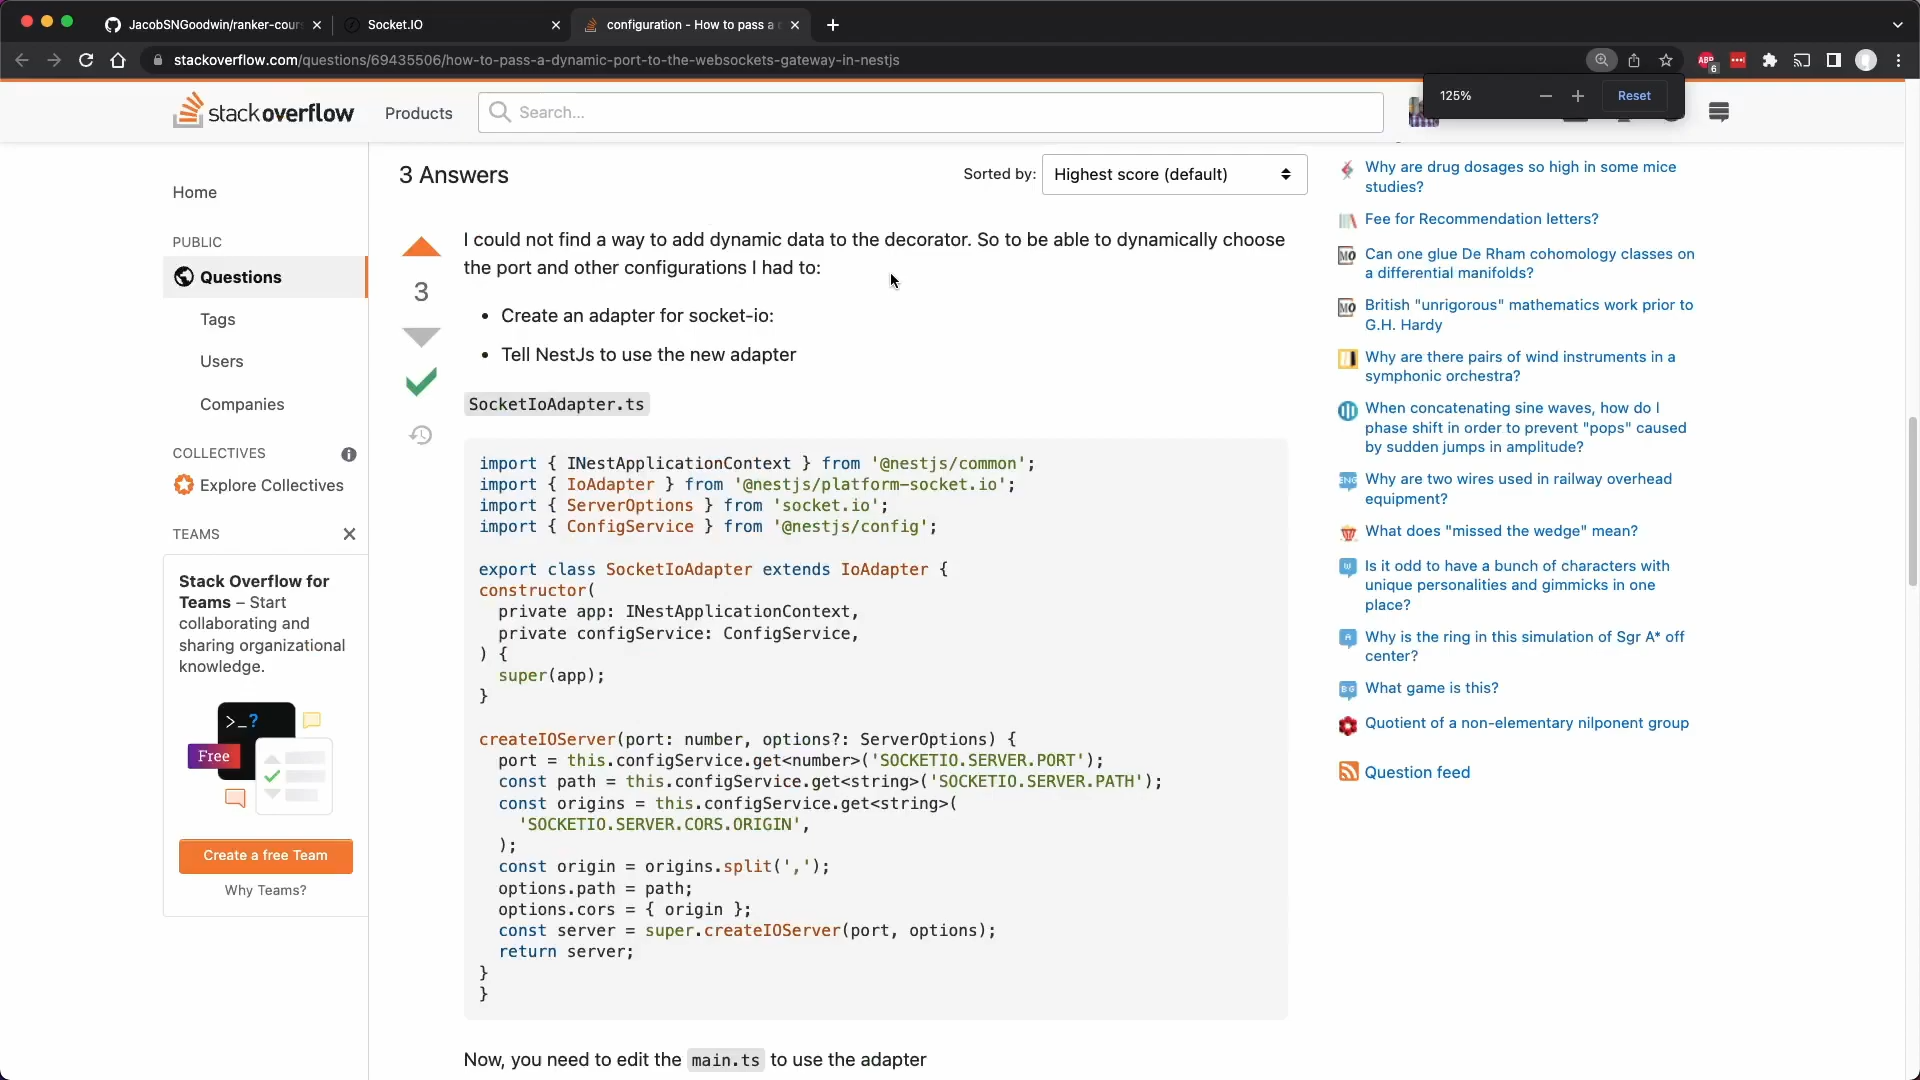 JacobSNGoodwin/ranker-cour
Socket.IO
configuration - How to pass a
stackoverflow.com/questions/69435506/how-to-pass-a-dynamic-port-to-the-websockets-gateway-in-nestjs
ABP
6
125%
Reset
stackoverflow
Products
Search...
Home
PUBLIC
Questions
Tags
Users
Companies
COLLECTIVES
Explore Collectives
TEAMS
Stack Overflow for
Teams – Start
collaborating and
sharing organizational
knowledge.
>_?
Free
Create a free Team
Why Teams?
3 Answers
Sorted by:
Highest score (default)
3
I could not find a way to add dynamic data to the decorator. So to be able to dynamically choose
the port and other configurations I had to:
• Create an adapter for socket-io:
• Tell NestJs to use the new adapter
SocketIoAdapter.ts
import { INestApplicationContext } from '@nestjs/common';
import { IoAdapter } from '@nestjs/platform-socket.io';
import { ServerOptions } from 'socket.io';
import { ConfigService } from '@nestjs/config';
export class SocketIoAdapter extends IoAdapter {
constructor(
private app: INestApplicationContext,
private configService: ConfigService,
) {
super(app);
}
createIOServer(port: number, options?: ServerOptions) {
port = this.configService.get<number>('SOCKETIO.SERVER.PORT');
const path = this.configService.get<string>('SOCKETIO.SERVER.PATH');
const origins = this.configService.get<string>(
'SOCKETIO.SERVER.CORS.ORIGIN',
);
const origin = origins.split(',');
options.path = path;
options.cors = { origin };
const server = super.createIOServer(port, options);
return server;
}
}
Now, you need to edit the main.ts to use the adapter
Why are drug dosages so high in some mice
studies?
Fee for Recommendation letters?
MO
Can one glue De Rham cohomology classes on
a differential manifolds?
MO
British "unrigorous" mathematics work prior to
G.H. Hardy
Why are there pairs of wind instruments in a
symphonic orchestra?
When concatenating sine waves, how do I
phase shift in order to prevent "pops" caused
by sudden jumps in amplitude?
ENG
Why are two wires used in railway overhead
equipment?
What does "missed the wedge" mean?
W
Is it odd to have a bunch of characters with
unique personalities and gimmicks in one
place?
A
Why is the ring in this simulation of Sgr A* off
center?
B&G
What game is this?
Quotient of a non-elementary nilponent group
Question feed